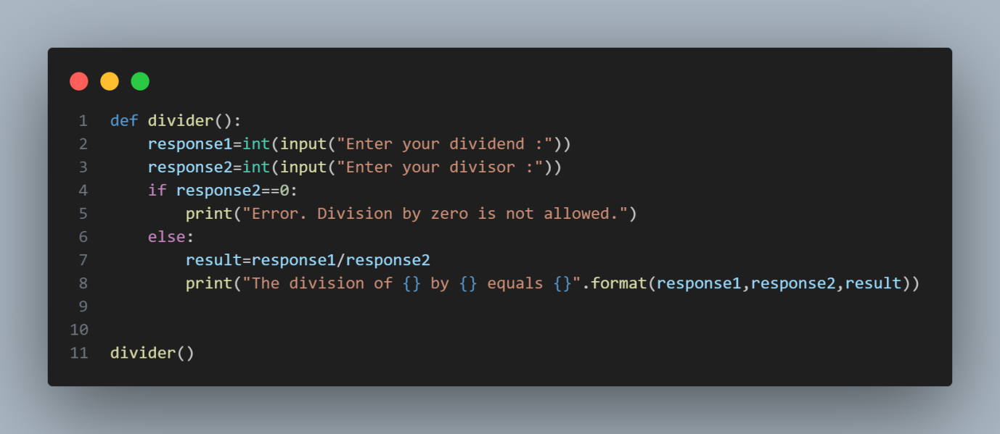 1 def divider():
2     response1=int(input("Enter your dividend :"))
3     response2=int(input("Enter your divisor :"))
4     if response2==0:
5         print("Error. Division by zero is not allowed.")
6     else:
7         result=response1/response2
8         print("The division of {} by {} equals {}".format(response1,response2,result))
9
10
11 divider()